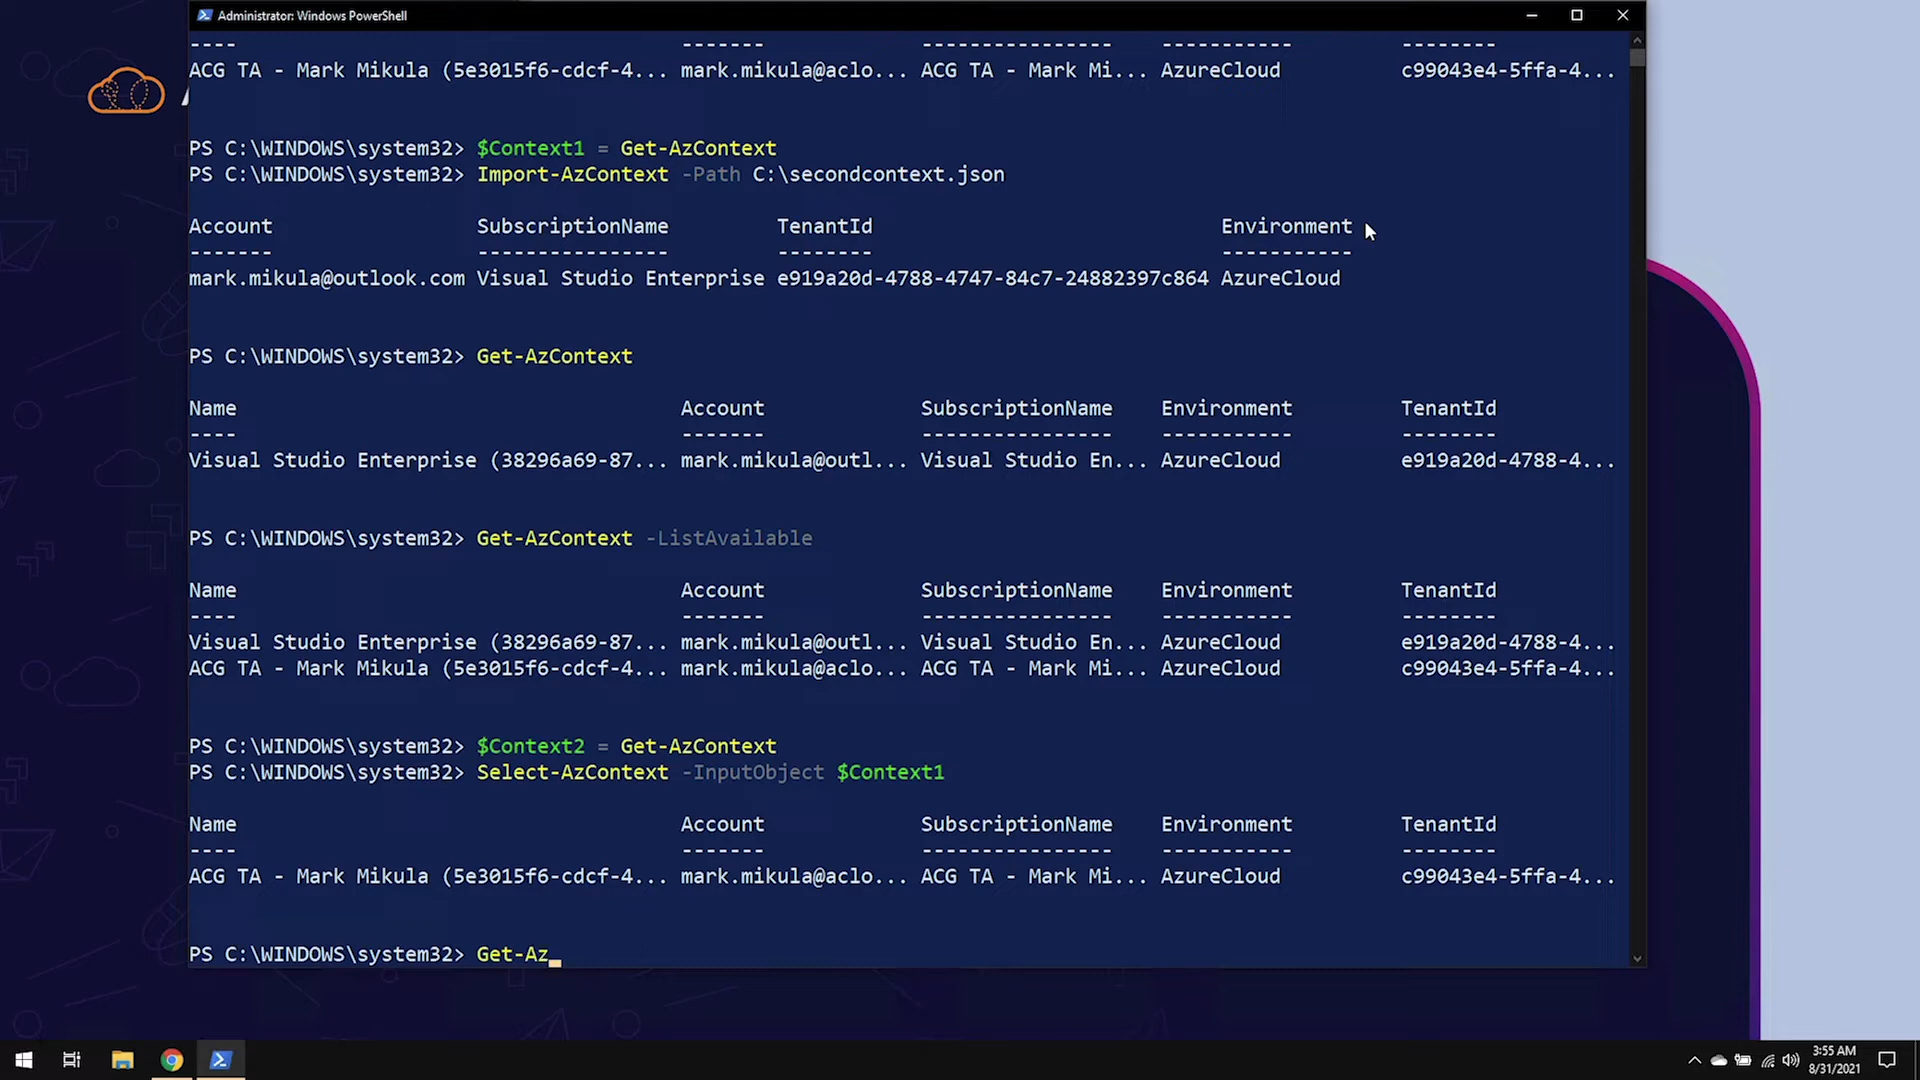 Administrator: Windows PowerShell
---- ------- ---------------- ----------- --------
ACG TA - Mark Mikula (5e3015f6-cdcf-4... mark.mikula@aclo... ACG TA - Mark Mi... AzureCloud c99043e4-5ffa-4...
PS C:\WINDOWS\system32> $Context1 = Get-AzContext
PS C:\WINDOWS\system32> Import-AzContext -Path C:\secondcontext.json
Account SubscriptionName TenantId Environment
------- ---------------- -------- -----------
mark.mikula@outlook.com Visual Studio Enterprise e919a20d-4788-4747-84c7-24882397c864 AzureCloud
PS C:\WINDOWS\system32> Get-AzContext
Name Account SubscriptionName Environment TenantId
---- ------- ---------------- ----------- --------
Visual Studio Enterprise (38296a69-87... mark.mikula@outl... Visual Studio En... AzureCloud e919a20d-4788-4...
PS C:\WINDOWS\system32> Get-AzContext -ListAvailable
Name Account SubscriptionName Environment TenantId
---- ------- ---------------- ----------- --------
Visual Studio Enterprise (38296a69-87... mark.mikula@outl... Visual Studio En... AzureCloud e919a20d-4788-4...
ACG TA - Mark Mikula (5e3015f6-cdcf-4... mark.mikula@aclo... ACG TA - Mark Mi... AzureCloud c99043e4-5ffa-4...
PS C:\WINDOWS\system32> $Context2 = Get-AzContext
PS C:\WINDOWS\system32> Select-AzContext -InputObject $Context1
Name Account SubscriptionName Environment TenantId
---- ------- ---------------- ----------- --------
ACG TA - Mark Mikula (5e3015f6-cdcf-4... mark.mikula@aclo... ACG TA - Mark Mi... AzureCloud c99043e4-5ffa-4...
PS C:\WINDOWS\system32> Get-Az
3:55 AM
8/31/2021